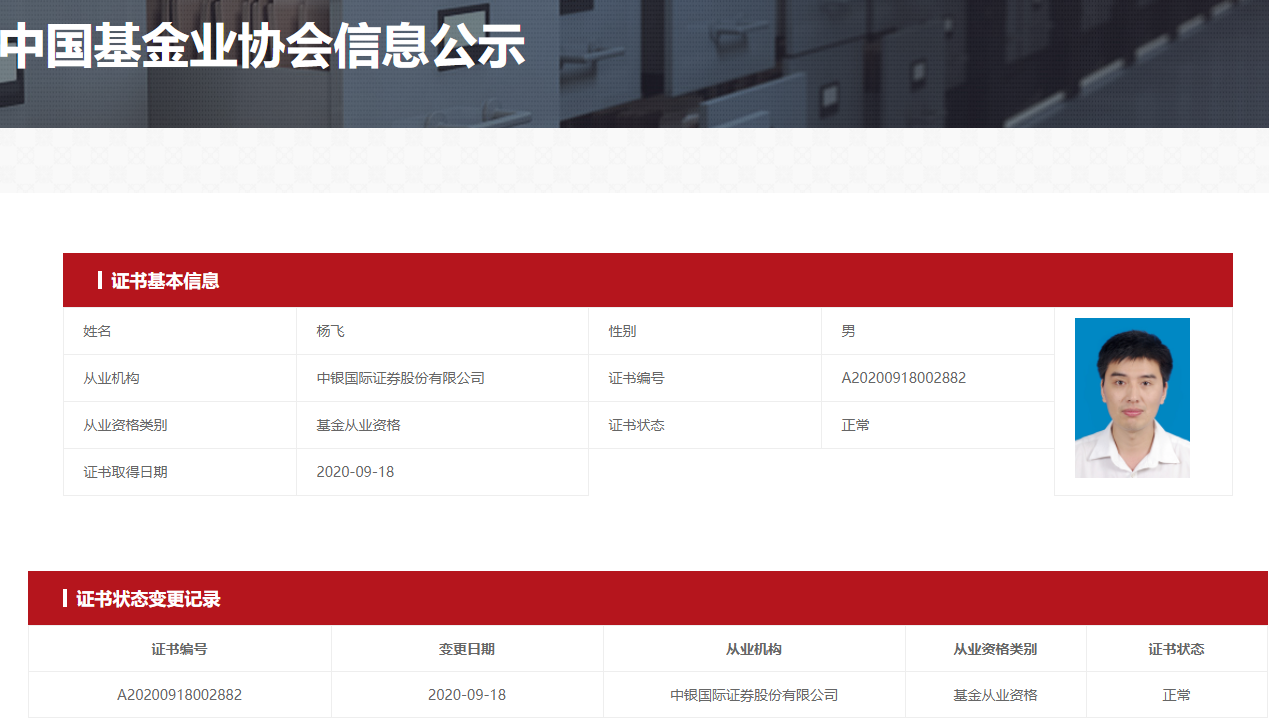 中国基金业协会信息公示
证书基本信息
姓名 杨飞 性别 男
从业机构 中银国际证券股份有限公司 证书编号 A20200918002882
从业资格类别 基金从业资格 证书状态 正常
证书取得日期 2020-09-18
证书状态变更记录
证书编号 变更日期 从业机构 从业资格类别 证书状态
A20200918002882 2020-09-18 中银国际证券股份有限公司 基金从业资格 正常